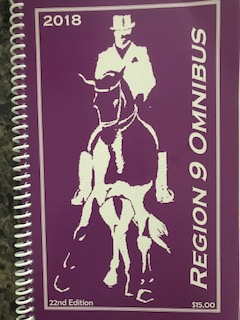 2018
REGION 9 OMNIBUS
22nd Edition
$15.00